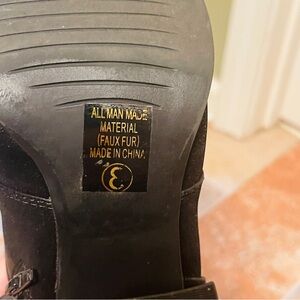 ALL MAN MADE
MATERIAL
(FAUX FUR)
MADE IN CHINA